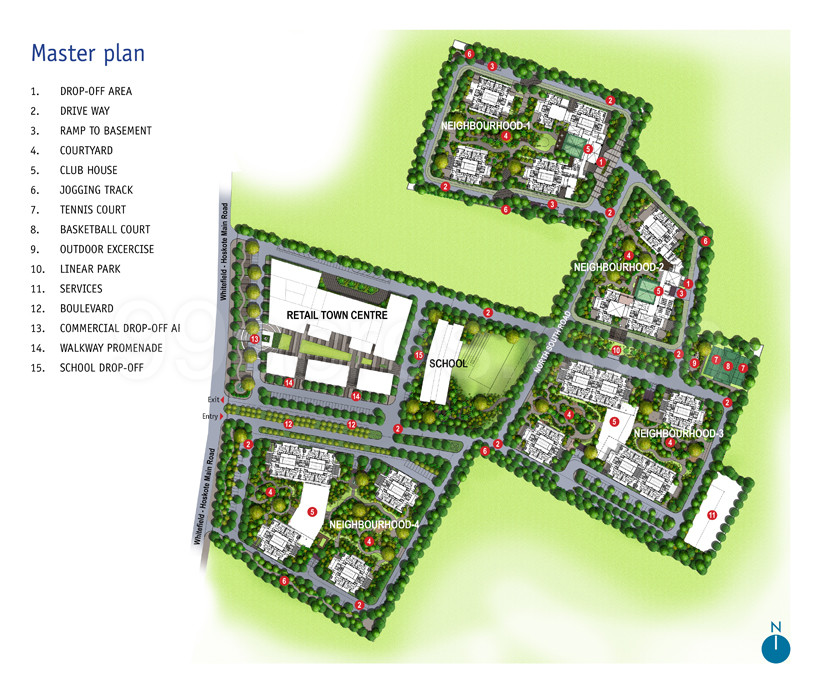 Master plan
1. DROP-OFF AREA
2. DRIVE WAY
3. RAMP TO BASEMENT
4. COURTYARD
5. CLUB HOUSE
6. JOGGING TRACK
7. TENNIS COURT
8. BASKETBALL COURT
9. OUTDOOR EXCERCISE
10. LINEAR PARK
11. SERVICES
12. BOULEVARD
13. COMMERCIAL DROP-OFF AI
14. WALKWAY PROMENADE
15. SCHOOL DROP-OFF
6
3
2
NEIGHBOURHOOD-1
4
5
1
2
3
6
2
Whitefield - Hoskote Main Road
4
6
NEIGHBOURHOOD-2
5
1
3
RETAIL TOWN CENTRE
2
13
15
SCHOOL
NORTH SOUTH ROAD
10
2
9
7
8
7
14
14
Exit
Entry
12
12
2
2
4
5
2
NEIGHBOURHOOD-3
4
2
6
Whitefield - Hoskote Main Road
4
5
NEIGHBOURHOOD-4
4
11
6
2
N